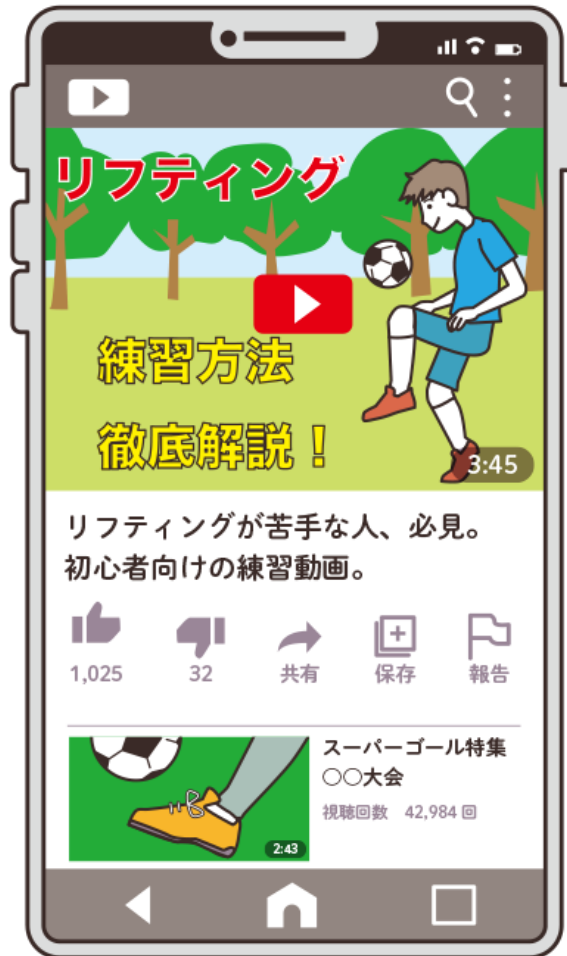 リフティング
練習方法
徹底解説！
3:45
リフティングが苦手な人、必見。
初心者向けの練習動画。
1,025
32
共有
保存
報告
スーパーゴール特集
○○大会
視聴回数　42,984 回
2:43